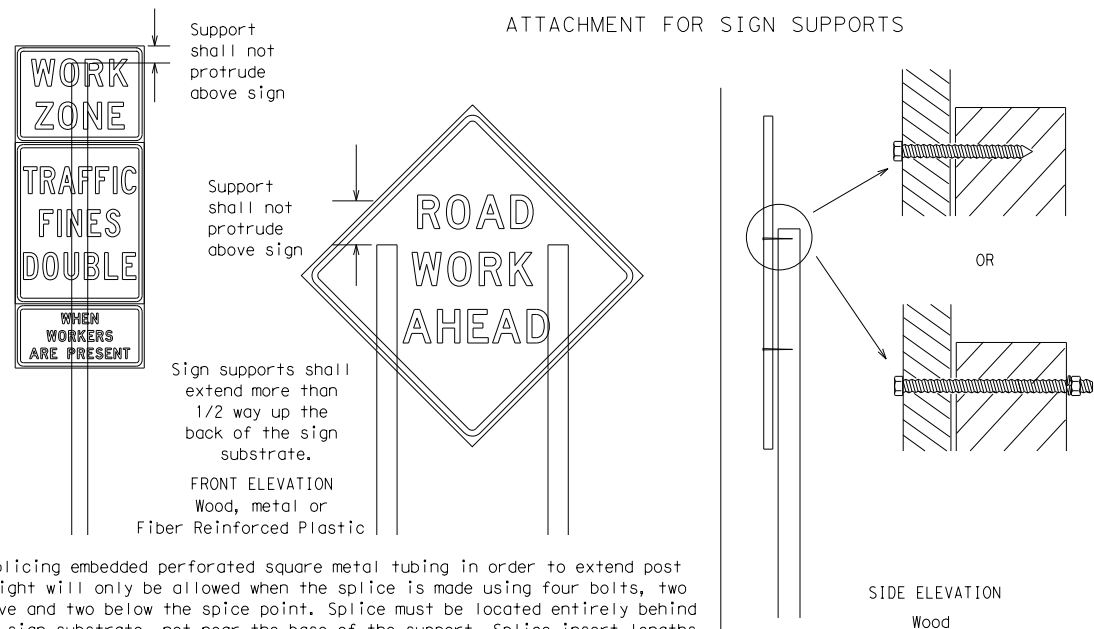 ATTACHMENT FOR SIGN SUPPORTS
Support
shall not
protrude
above sign
WORK
ZONE
TRAFFIC
FINES
DOUBLE
WHEN
WORKERS
ARE PRESENT
Support
shall not
protrude
above sign
ROAD
WORK
AHEAD
Sign supports shall
extend more than
1/2 way up the
back of the sign
substrate.
FRONT ELEVATION
Wood, metal or
Fiber Reinforced Plastic
OR
SIDE ELEVATION
Wood
plicing embedded perforated square metal tubing in order to extend post
ight will only be allowed when the splice is made using four bolts, two
ve and two below the spice point. Splice must be located entirely behind
sign substrate, not near the base of the support. Splice insert lengths